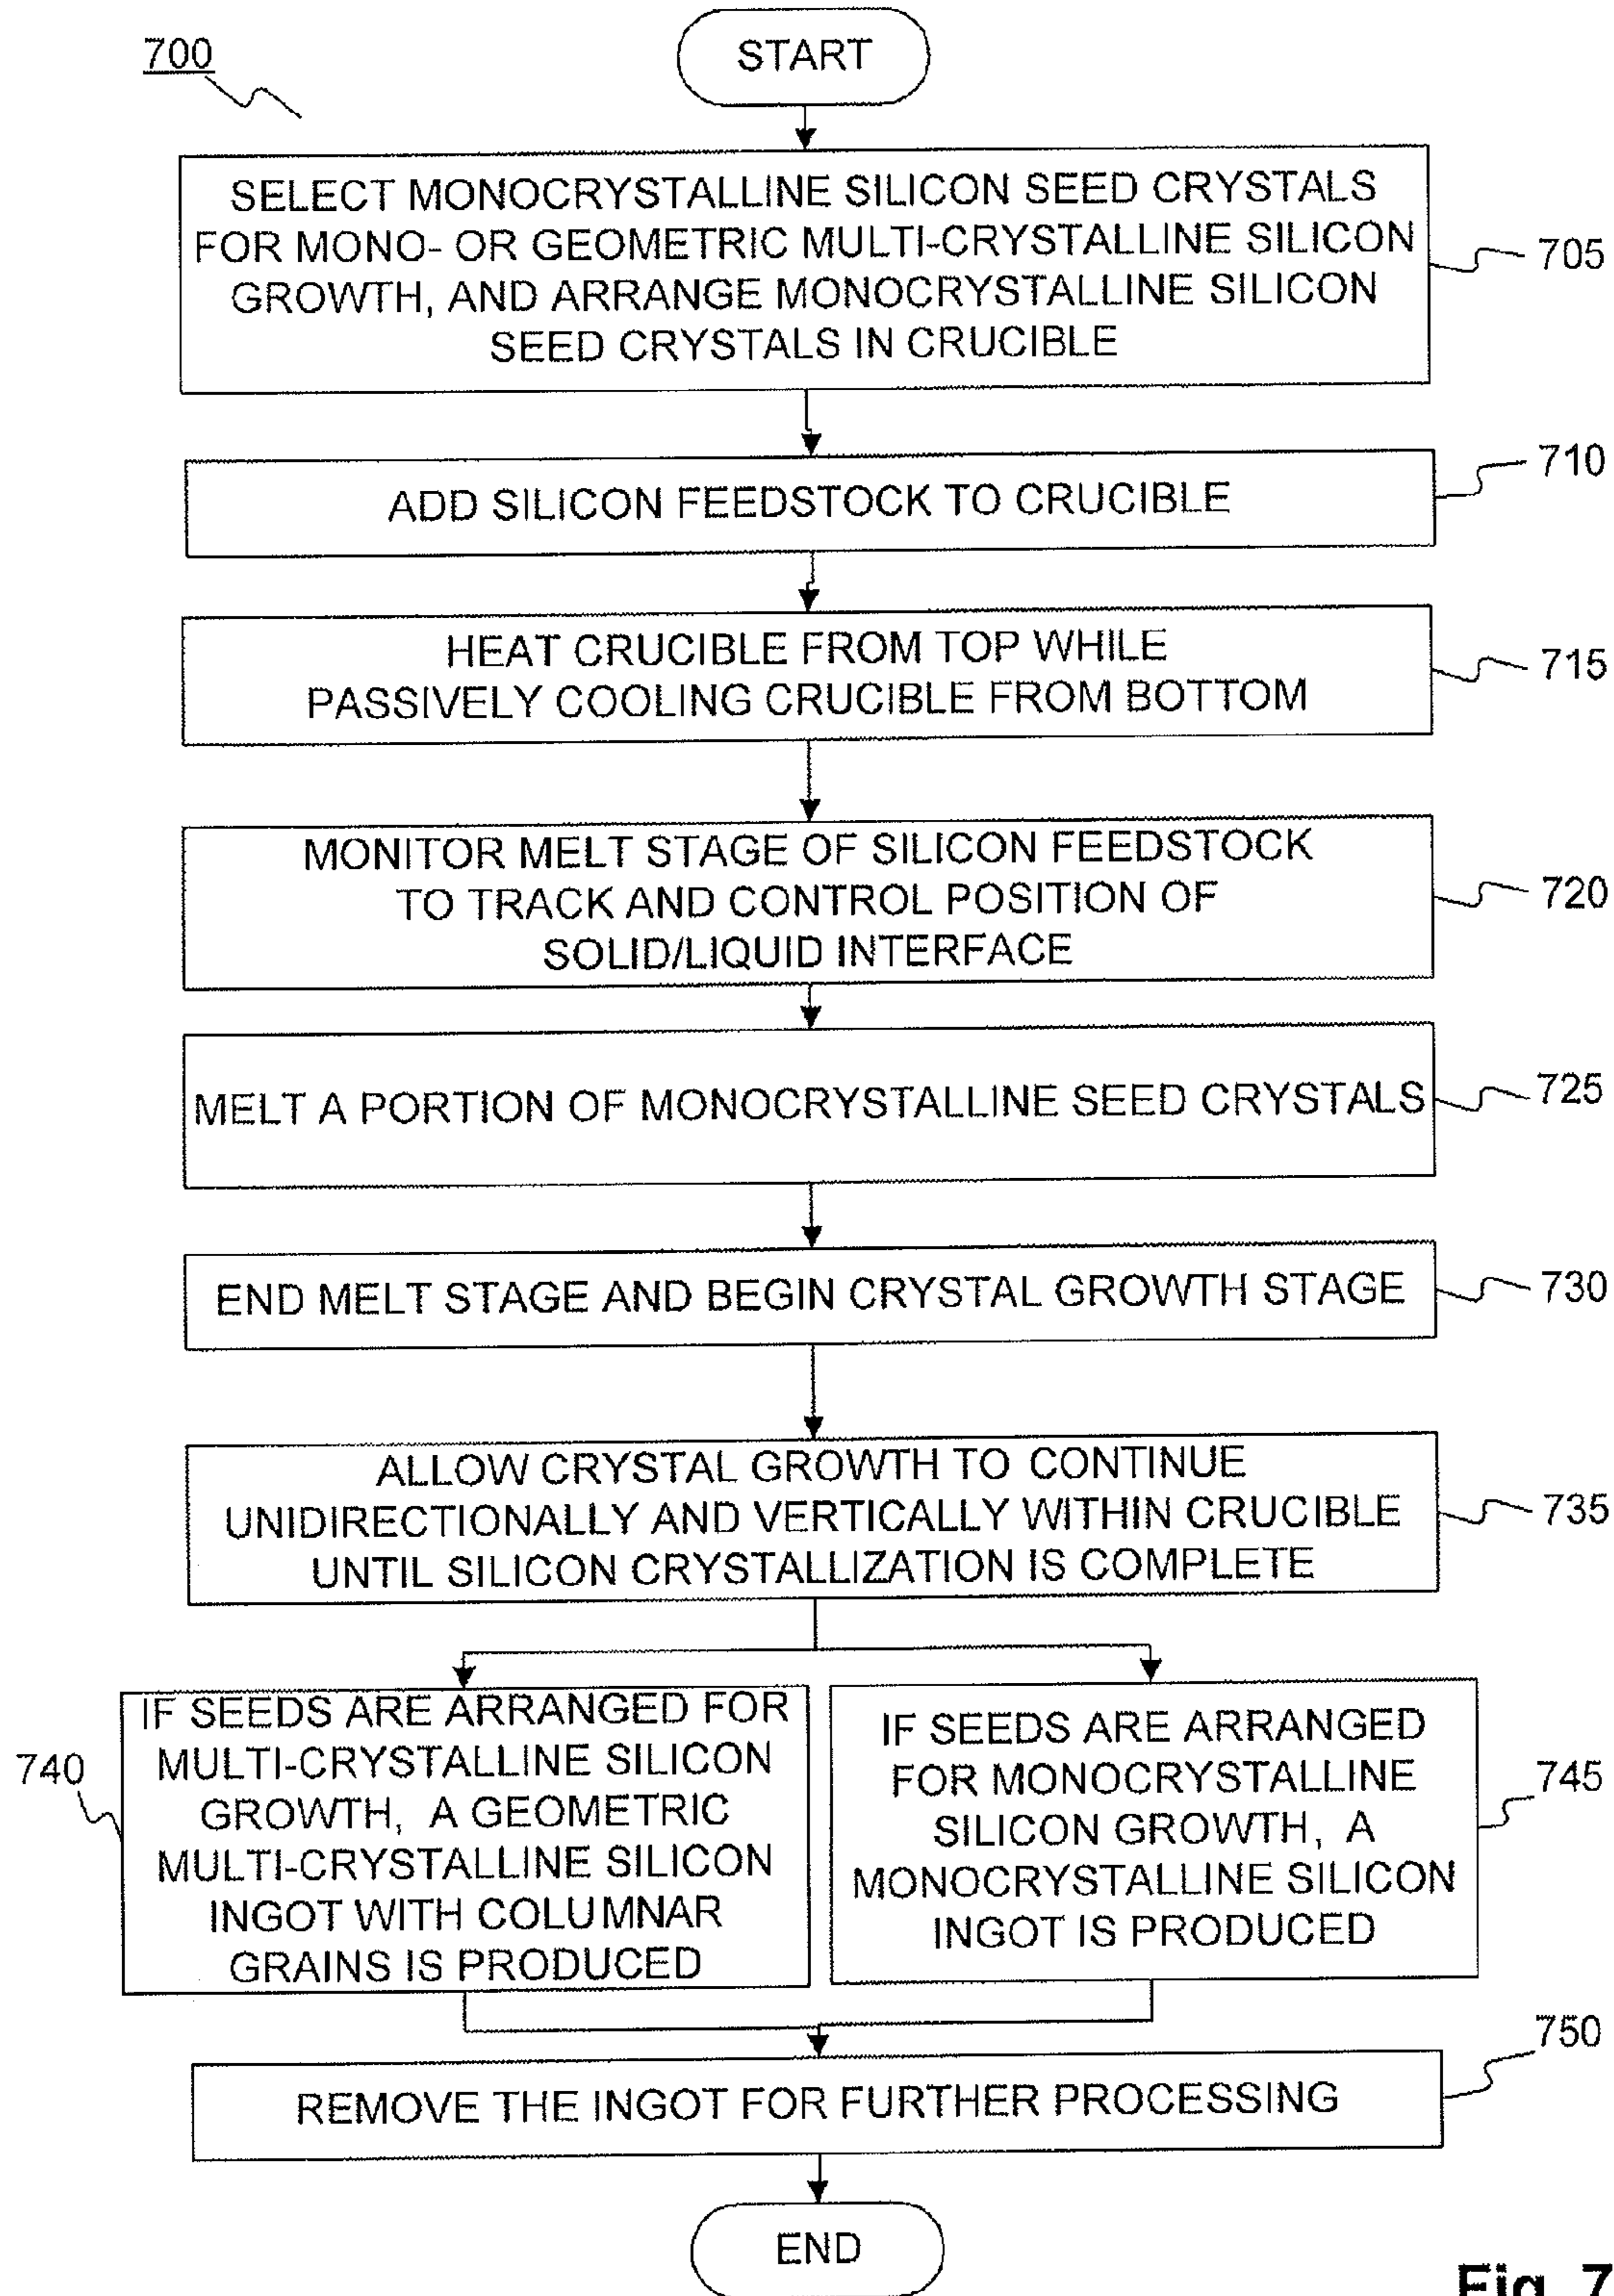 700
START
SELECT MONOCRYSTALLINE SILICON SEED CRYSTALS
FOR MONO- OR GEOMETRIC MULTI-CRYSTALLINE SILICON
GROWTH, AND ARRANGE MONOCRYSTALLINE SILICON
SEED CRYSTALS IN CRUCIBLE
705
ADD SILICON FEEDSTOCK TO CRUCIBLE
710
HEAT CRUCIBLE FROM TOP WHILE
PASSIVELY COOLING CRUCIBLE FROM BOTTOM
715
MONITOR MELT STAGE OF SILICON FEEDSTOCK
TO TRACK AND CONTROL POSITION OF
SOLID/LIQUID INTERFACE
720
MELT A PORTION OF MONOCRYSTALLINE SEED CRYSTALS
725
END MELT STAGE AND BEGIN CRYSTAL GROWTH STAGE
730
ALLOW CRYSTAL GROWTH TO CONTINUE
UNIDIRECTIONALLY AND VERTICALLY WITHIN CRUCIBLE
UNTIL SILICON CRYSTALLIZATION IS COMPLETE
735
740
IF SEEDS ARE ARRANGED FOR
MULTI-CRYSTALLINE SILICON
GROWTH, A GEOMETRIC
MULTI-CRYSTALLINE SILICON
INGOT WITH COLUMNAR
GRAINS IS PRODUCED
IF SEEDS ARE ARRANGED
FOR MONOCRYSTALLINE
SILICON GROWTH, A
MONOCRYSTALLINE SILICON
INGOT IS PRODUCED
745
REMOVE THE INGOT FOR FURTHER PROCESSING
750
END
Fig. 7